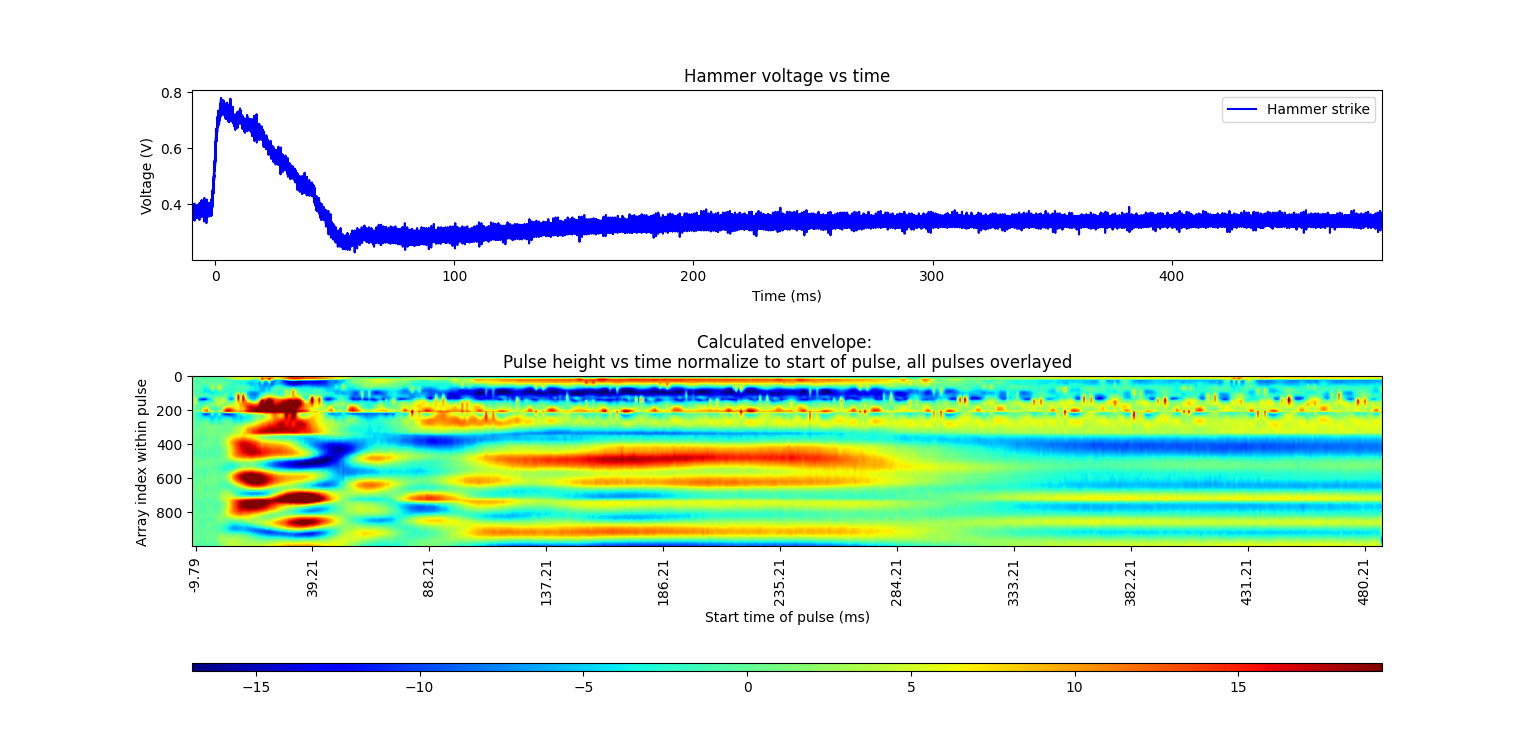 Hammer voltage vs time
Hammer strike
Voltage (V)
0.8
0.6
0.4
0 100 200 300 400
Time (ms)
Calculated envelope:
Pulse height vs time normalize to start of pulse, all pulses overlayed
Array index within pulse
0
200
400
600
800
-9.79 39.21 88.21 137.21 186.21 235.21 284.21 333.21 382.21 431.21 480.21
Start time of pulse (ms)
−15 −10 −5 0 5 10 15